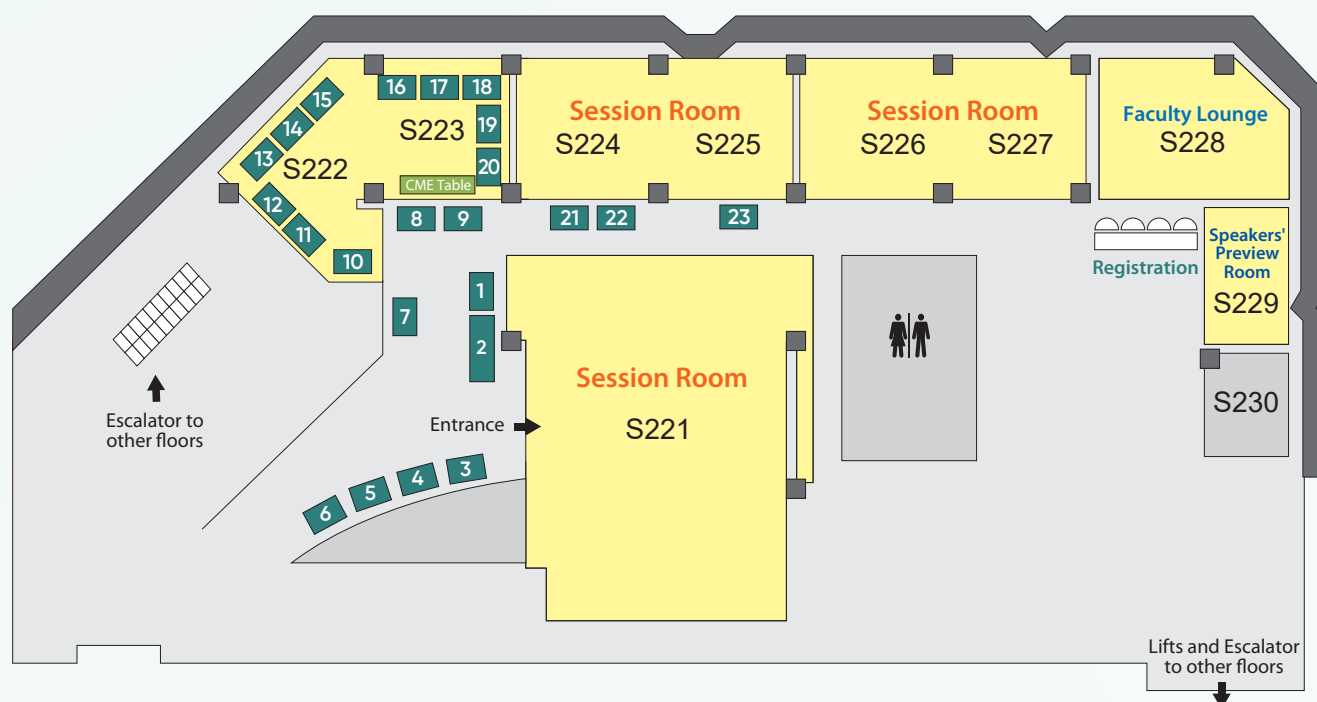 16 17 18
15
14
13
S222
S223
19
20
CME Table
12
11
10
8 9
Session Room
S224 S225
Session Room
S226 S227
Faculty Lounge
S228
21 22 23
Registration
Speakers'
Preview
Room
S229
S230
1
2
7
Session Room
S221
Entrance
3
4
5
6
Escalator to
other floors
Lifts and Escalator
to other floors